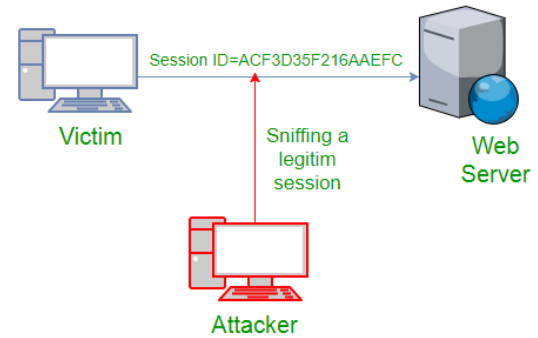 Session ID=ACF3D35F216AAEFC
Victim
Sniffing a
legitim
session
Web
Server
Attacker